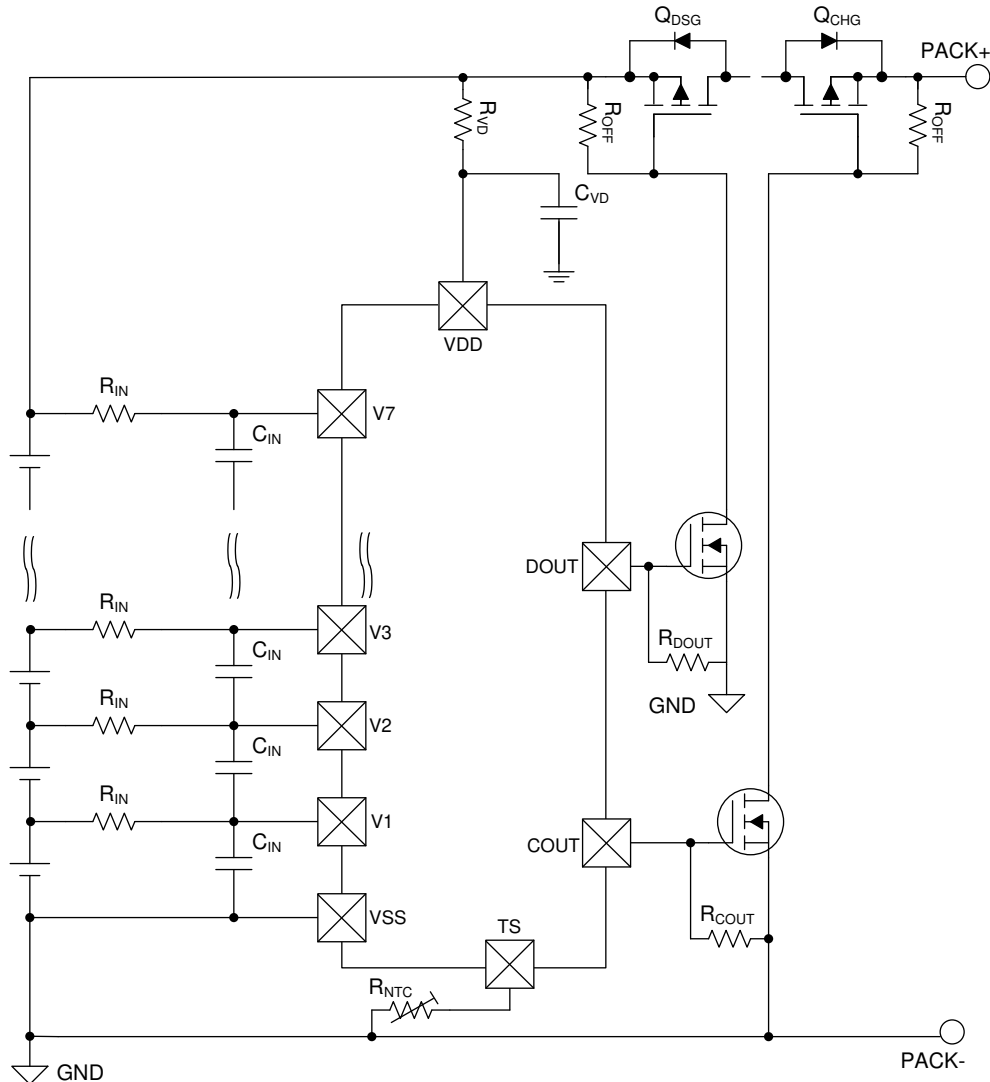 QDSG
QCHG
PACK+
RVD
ROFF
ROFF
CVD
VDD
RIN
CIN
V7
DOUT
RIN
V3
CIN
RDOUT
RIN
V2
GND
CIN
RIN
V1
COUT
CIN
VSS
TS
RCOUT
RNTC
GND
PACK-